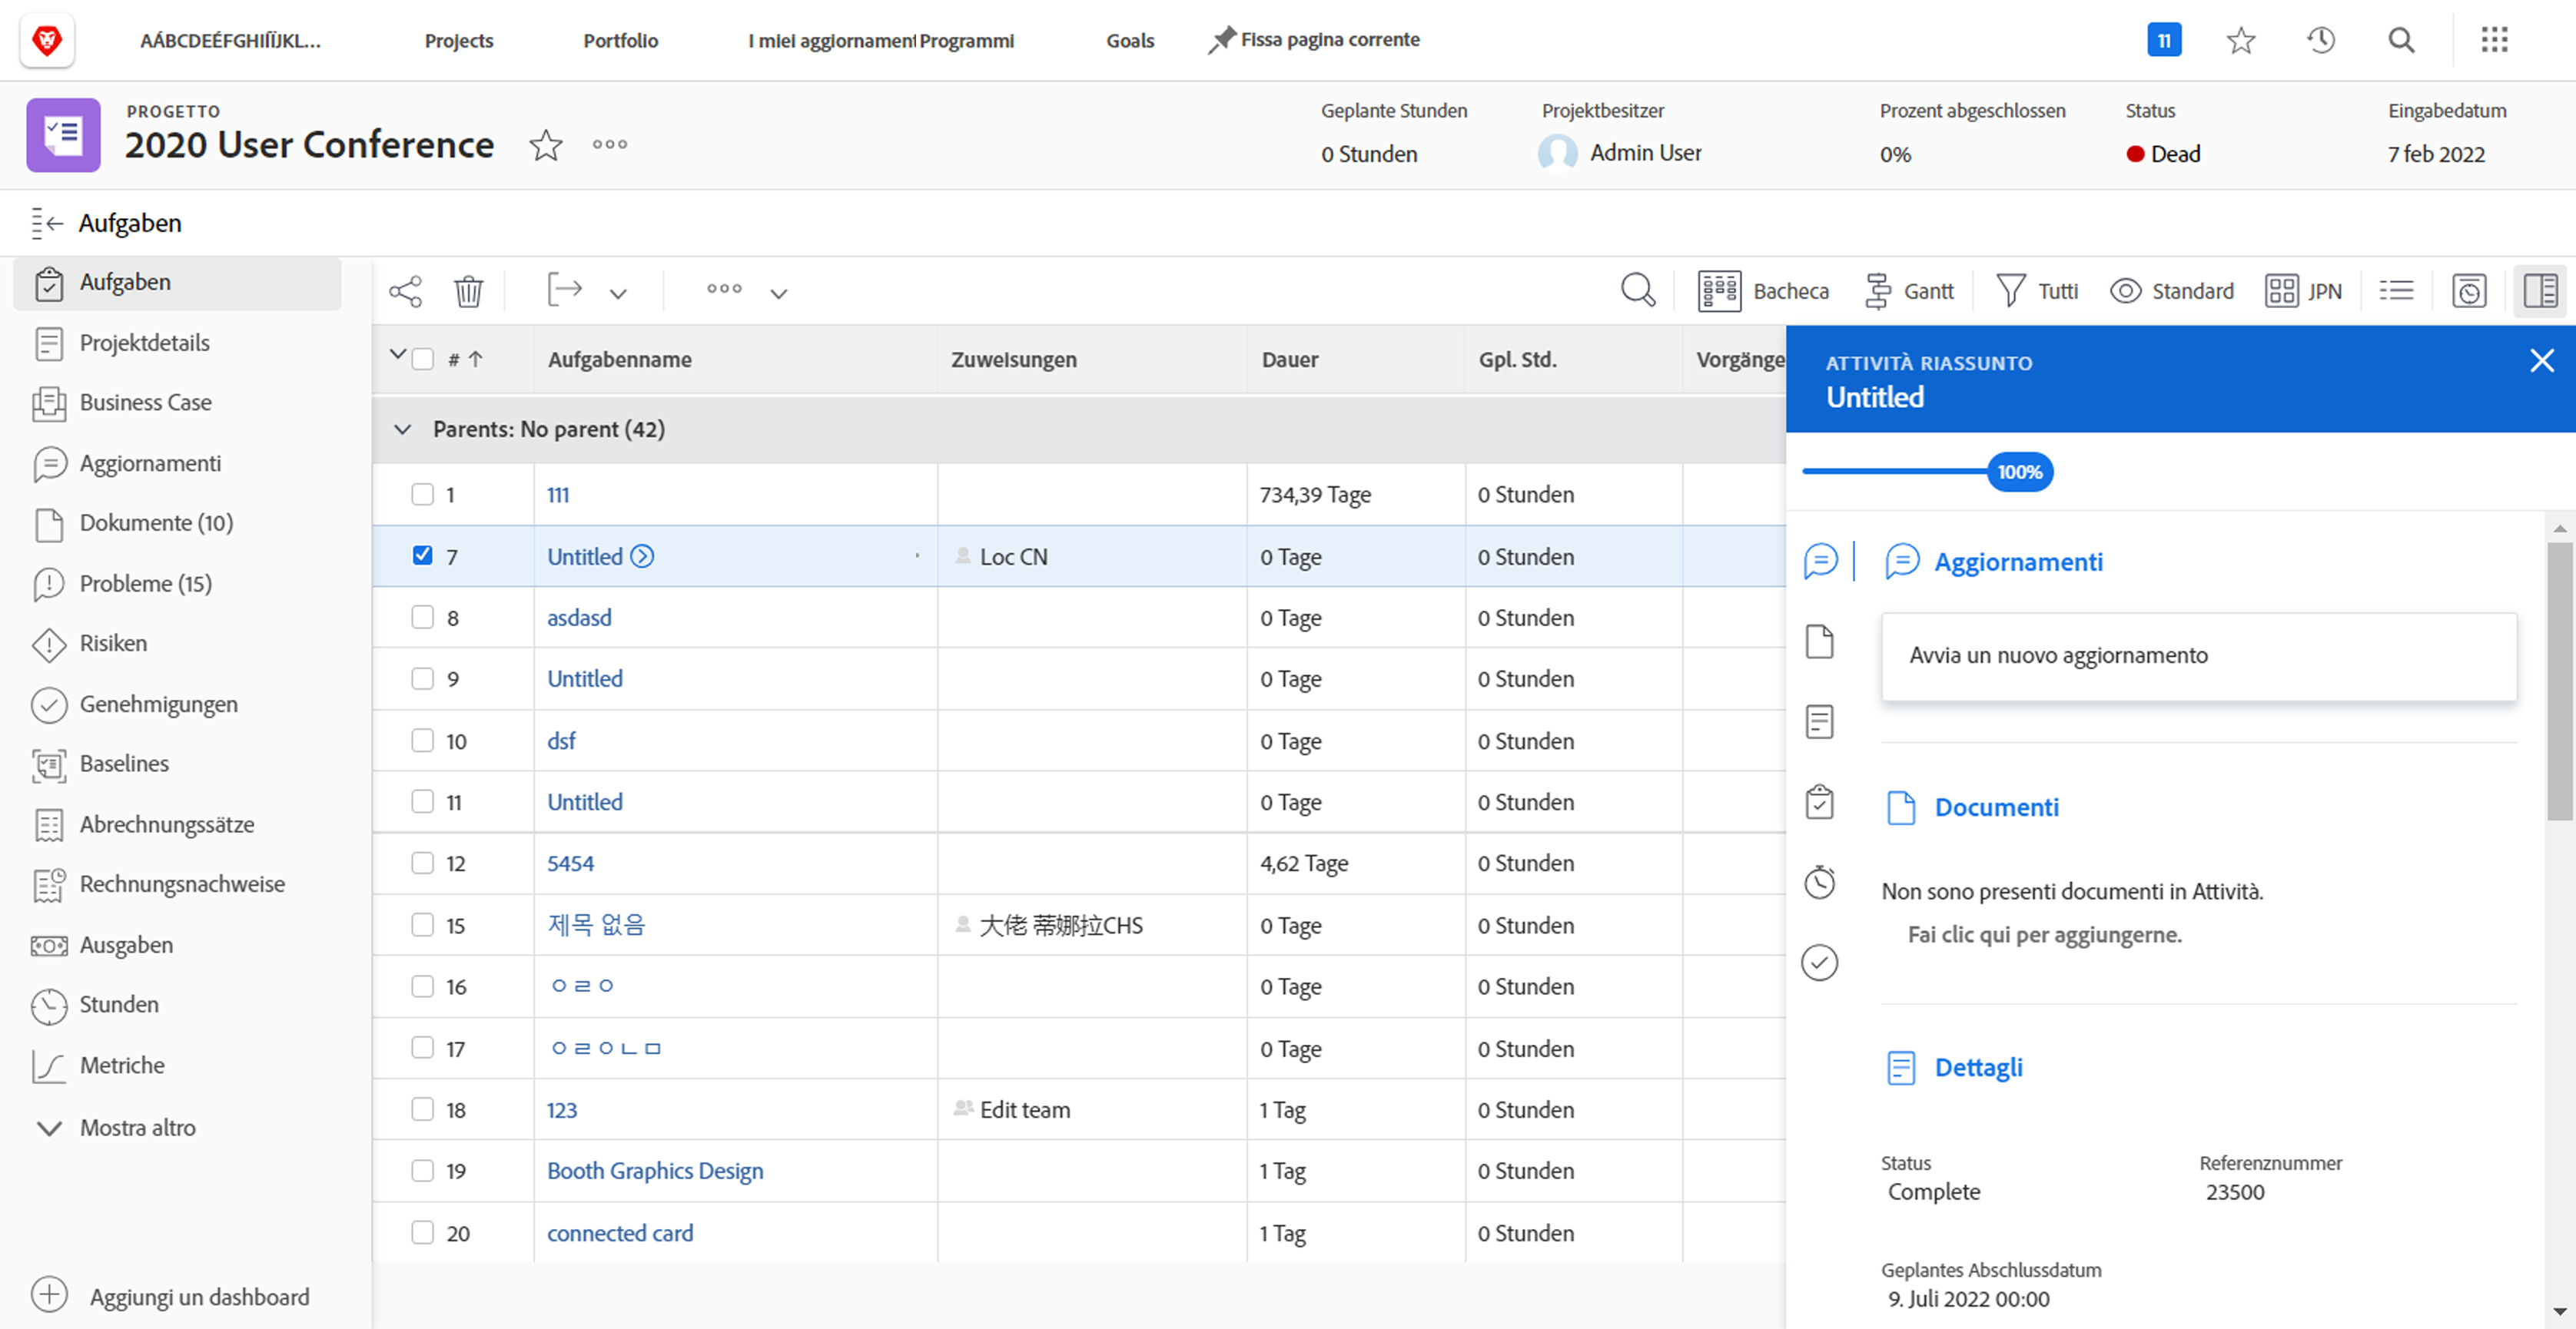 AÁBCDEÉFGHIÍÏJKL...
Projects
Portfolio
I miei aggiornament
Programmi
Goals
Fissa pagina corrente
11
PROGETTO
2020 User Conference
Geplante Stunden
0 Stunden
Projektbesitzer
Admin User
Prozent abgeschlossen
0%
Status
Dead
Eingabedatum
7 feb 2022
Aufgaben
Aufgaben
Projektdetails
Business Case
Aggiornamenti
Dokumente (10)
Probleme (15)
Risiken
Genehmigungen
Baselines
Abrechnungssätze
Rechnungsnachweise
Ausgaben
Stunden
Metriche
Mostra altro
Aggiungi un dashboard
Bacheca
Gantt
Tutti
Standard
JPN
# Aufgabenname Zuweisungen Dauer Gpl. Std. Vorgänge
Parents: No parent (42)
1 111 734,39 Tage 0 Stunden
7 Untitled Loc CN 0 Tage 0 Stunden
8 asdasd 0 Tage 0 Stunden
9 Untitled 0 Tage 0 Stunden
10 dsf 0 Tage 0 Stunden
11 Untitled 0 Tage 0 Stunden
12 5454 4,62 Tage 0 Stunden
15 제목 없음 大佬 蒂娜拉CHS 0 Tage 0 Stunden
16 ㅇㄹㅇ 0 Tage 0 Stunden
17 ㅇㄹㅇㄴㅁ 0 Tage 0 Stunden
18 123 Edit team 1 Tag 0 Stunden
19 Booth Graphics Design 1 Tag 0 Stunden
20 connected card 1 Tag 0 Stunden
ATTIVITÀ RIASSUNTO
Untitled
100%
Aggiornamenti
Avvia un nuovo aggiornamento
Documenti
Non sono presenti documenti in Attività.
Fai clic qui per aggiungerne.
Dettagli
Status
Complete
Referenznummer
23500
Geplantes Abschlussdatum
9. Juli 2022 00:00